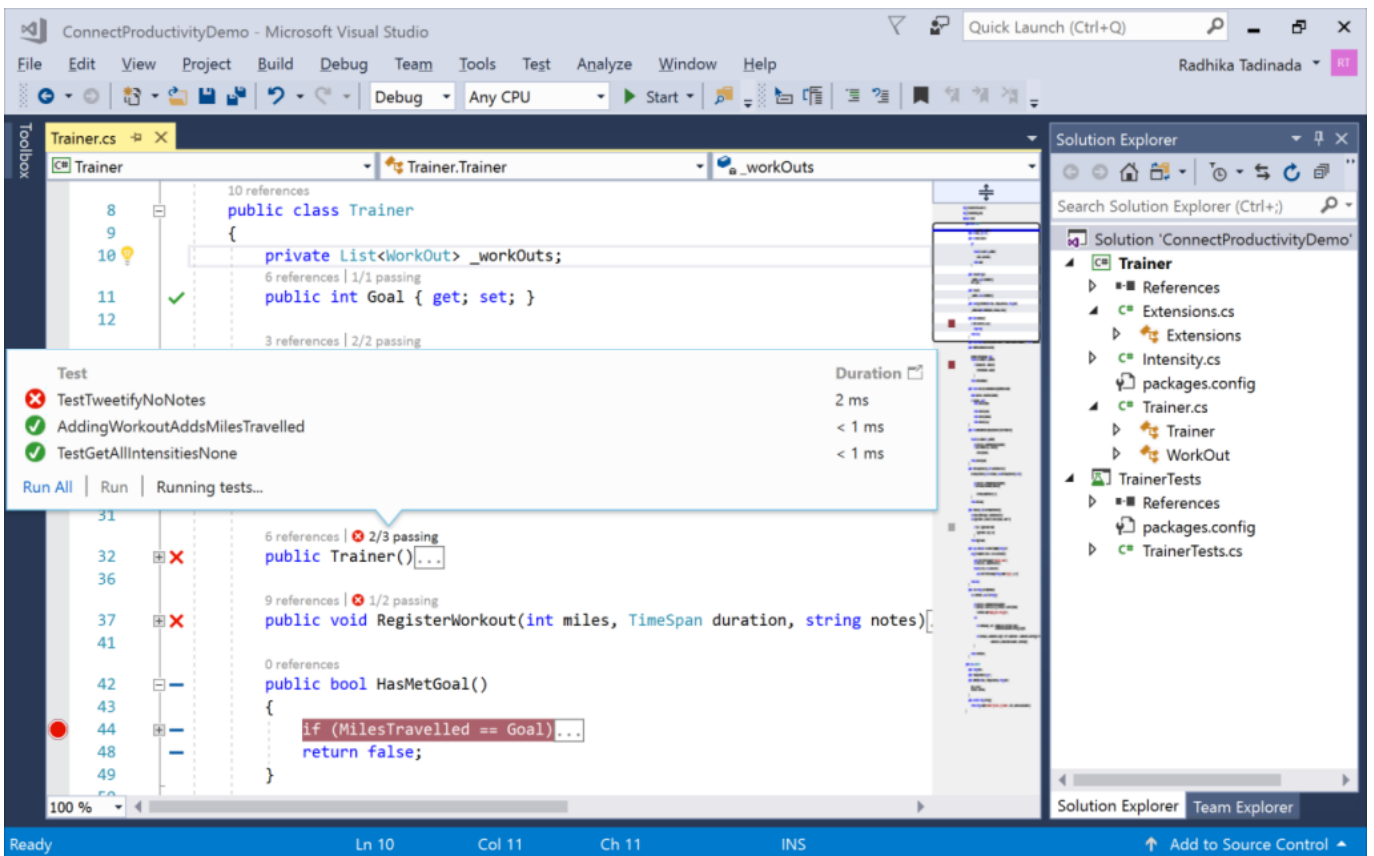 ConnectProductivityDemo - Microsoft Visual Studio
Quick Launch (Ctrl+Q)
File Edit View Project Build Debug Team Tools Test Analyze Window Help
Radhika Tadinada RT
Debug Any CPU Start
Toolbox
Trainer.cs
Trainer Trainer.Trainer _workOuts
10 references
8 public class Trainer
9 {
10 private List<WorkOut> _workOuts;
6 references | 1/1 passing
11 public int Goal { get; set; }
12
3 references | 2/2 passing
Test Duration
TestTweetifyNoNotes 2 ms
AddingWorkoutAddsMilesTravelled < 1 ms
TestGetAllIntensitiesNone < 1 ms
Run All | Run | Running tests...
31
6 references | 2/3 passing
32 public Trainer()...
36
9 references | 1/2 passing
37 public void RegisterWorkout(int miles, TimeSpan duration, string notes)
41
0 references
42 public bool HasMetGoal()
43 {
44 if (MilesTravelled == Goal)...
48 return false;
49 }
100 %
Solution Explorer
Search Solution Explorer (Ctrl+;)
Solution 'ConnectProductivityDemo'
C# Trainer
References
C# Extensions.cs
Extensions
C# Intensity.cs
packages.config
C# Trainer.cs
Trainer
WorkOut
TrainerTests
References
packages.config
C# TrainerTests.cs
Solution Explorer Team Explorer
Ready Ln 10 Col 11 Ch 11 INS Add to Source Control